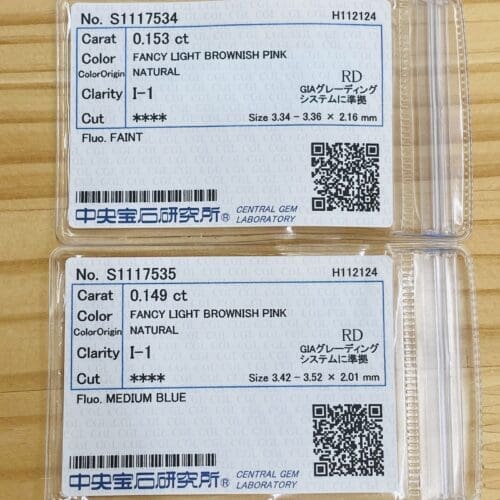 No. S1117534 H112124
Carat 0.153 ct
Color FANCY LIGHT BROWNISH PINK
ColorOrigin NATURAL
RD
Clarity I-1 GIAグレーディング
システムに準拠
Cut **** Size 3.34 - 3.36 × 2.16 mm
Fluo. FAINT
中央宝石研究所® CENTRAL GEM
LABORATORY
No. S1117535 H112124
Carat 0.149 ct
Color FANCY LIGHT BROWNISH PINK
ColorOrigin NATURAL
RD
Clarity I-1 GIAグレーディング
システムに準拠
Cut **** Size 3.42 - 3.52 × 2.01 mm
Fluo. MEDIUM BLUE
中央宝石研究所® CENTRAL GEM
LABORATORY